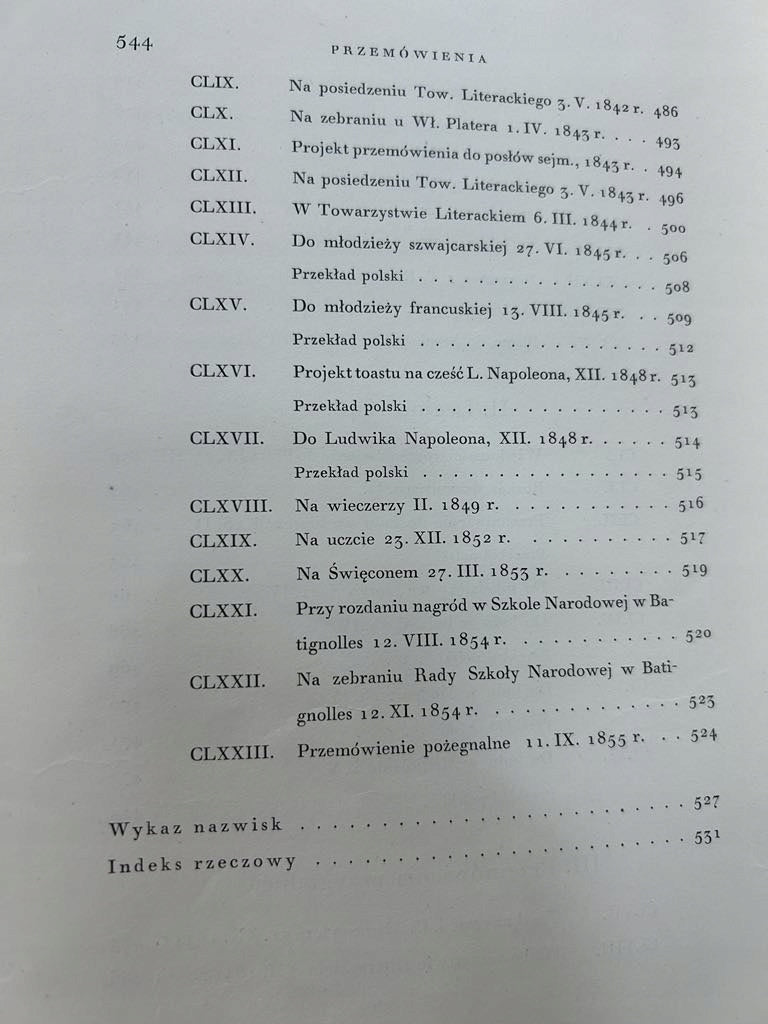 544
PRZEMÓWIENIA
CLIX. Na posiedzeniu Tow. Literackiego 3. V. 1842 r. 486
CLX. Na zebraniu u Wł. Platera 1. IV. 1843 r. . . . 493
CLXI. Projekt przemówienia do posłów sejm., 1843 r. . 494
CLXII. Na posiedzeniu Tow. Literackiego 3. V. 1843 r. 496
CLXIII. W Towarzystwie Literackiem 6. III. 1844 r. . 500
CLXIV. Do młodzieży szwajcarskiej 27. VI. 1845 r. . . 506
Przekład polski . . . . . . . . . . . . . . . . 508
CLXV. Do młodzieży francuskiej 13. VIII. 1845 r. . . 509
Przekład polski . . . . . . . . . . . . . . . . 512
CLXVI. Projekt toastu na cześć L. Napoleona, XII. 1848 r. 513
Przekład polski . . . . . . . . . . . . . . . . 513
CLXVII. Do Ludwika Napoleona, XII. 1848 r. . . . . . 514
Przekład polski . . . . . . . . . . . . . . . . 515
CLXVIII. Na wieczerzy II. 1849 r. . . . . . . . . . . . 516
CLXIX. Na uczcie 23. XII. 1852 r. . . . . . . . . . . 517
CLXX. Na Święconem 27. III. 1853 r. . . . . . . . . 519
CLXXI. Przy rozdaniu nagród w Szkole Narodowej w Ba-
tignolles 12. VIII. 1854 r. . . . . . . . . . . . 520
CLXXII. Na zebraniu Rady Szkoły Narodowej w Bati-
gnolles 12. XI. 1854 r. . . . . . . . . . . . . . 523
CLXXIII. Przemówienie pożegnalne 11. IX. 1855 r. . . 524
Wykaz nazwisk . . . . . . . . . . . . . . . . . . . . . . . 527
Indeks rzeczowy . . . . . . . . . . . . . . . . . . . . . . 531